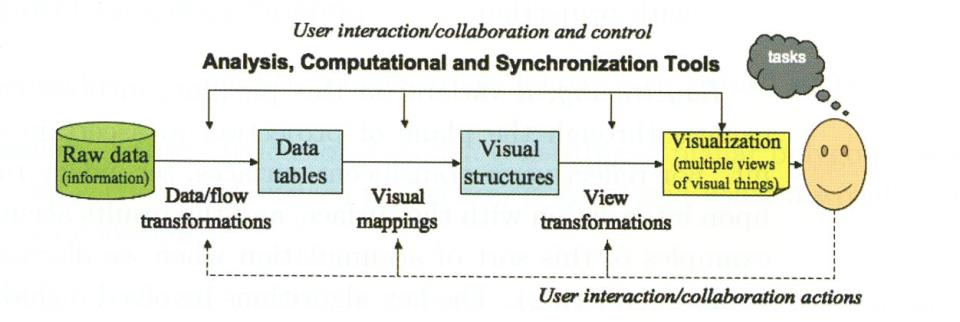 User interaction/collaboration and control
Analysis, Computational and Synchronization Tools
tasks
Raw data
(information)
Data
tables
Visual
structures
Visualization
(multiple views
of visual things)
Data/flow
transformations
Visual
mappings
View
transformations
User interaction/collaboration actions